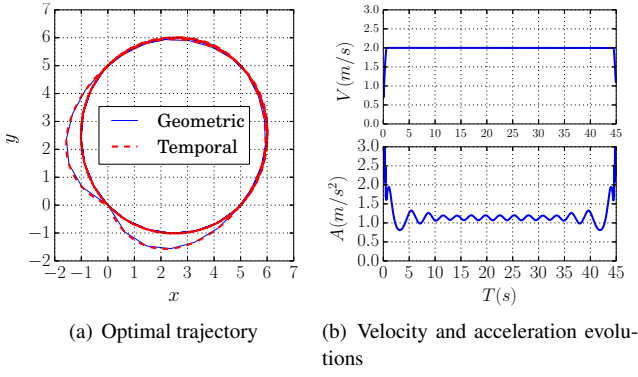 6
5
4
3
2
1
0
−1
−2
y
−2 −1 0 1 2 3 4 5 6 7
x
Geometric
Temporal
3.0
2.5
2.0
1.5
1.0
0.5
0.0
V(m/s)
0 5 10 15 20 25 30 35 40 45
3.0
2.5
2.0
1.5
1.0
0.5
0.0
A(m/s²)
0 5 10 15 20 25 30 35 40 45
T(s)
(a) Optimal trajectory
(b) Velocity and acceleration evolu-
tions